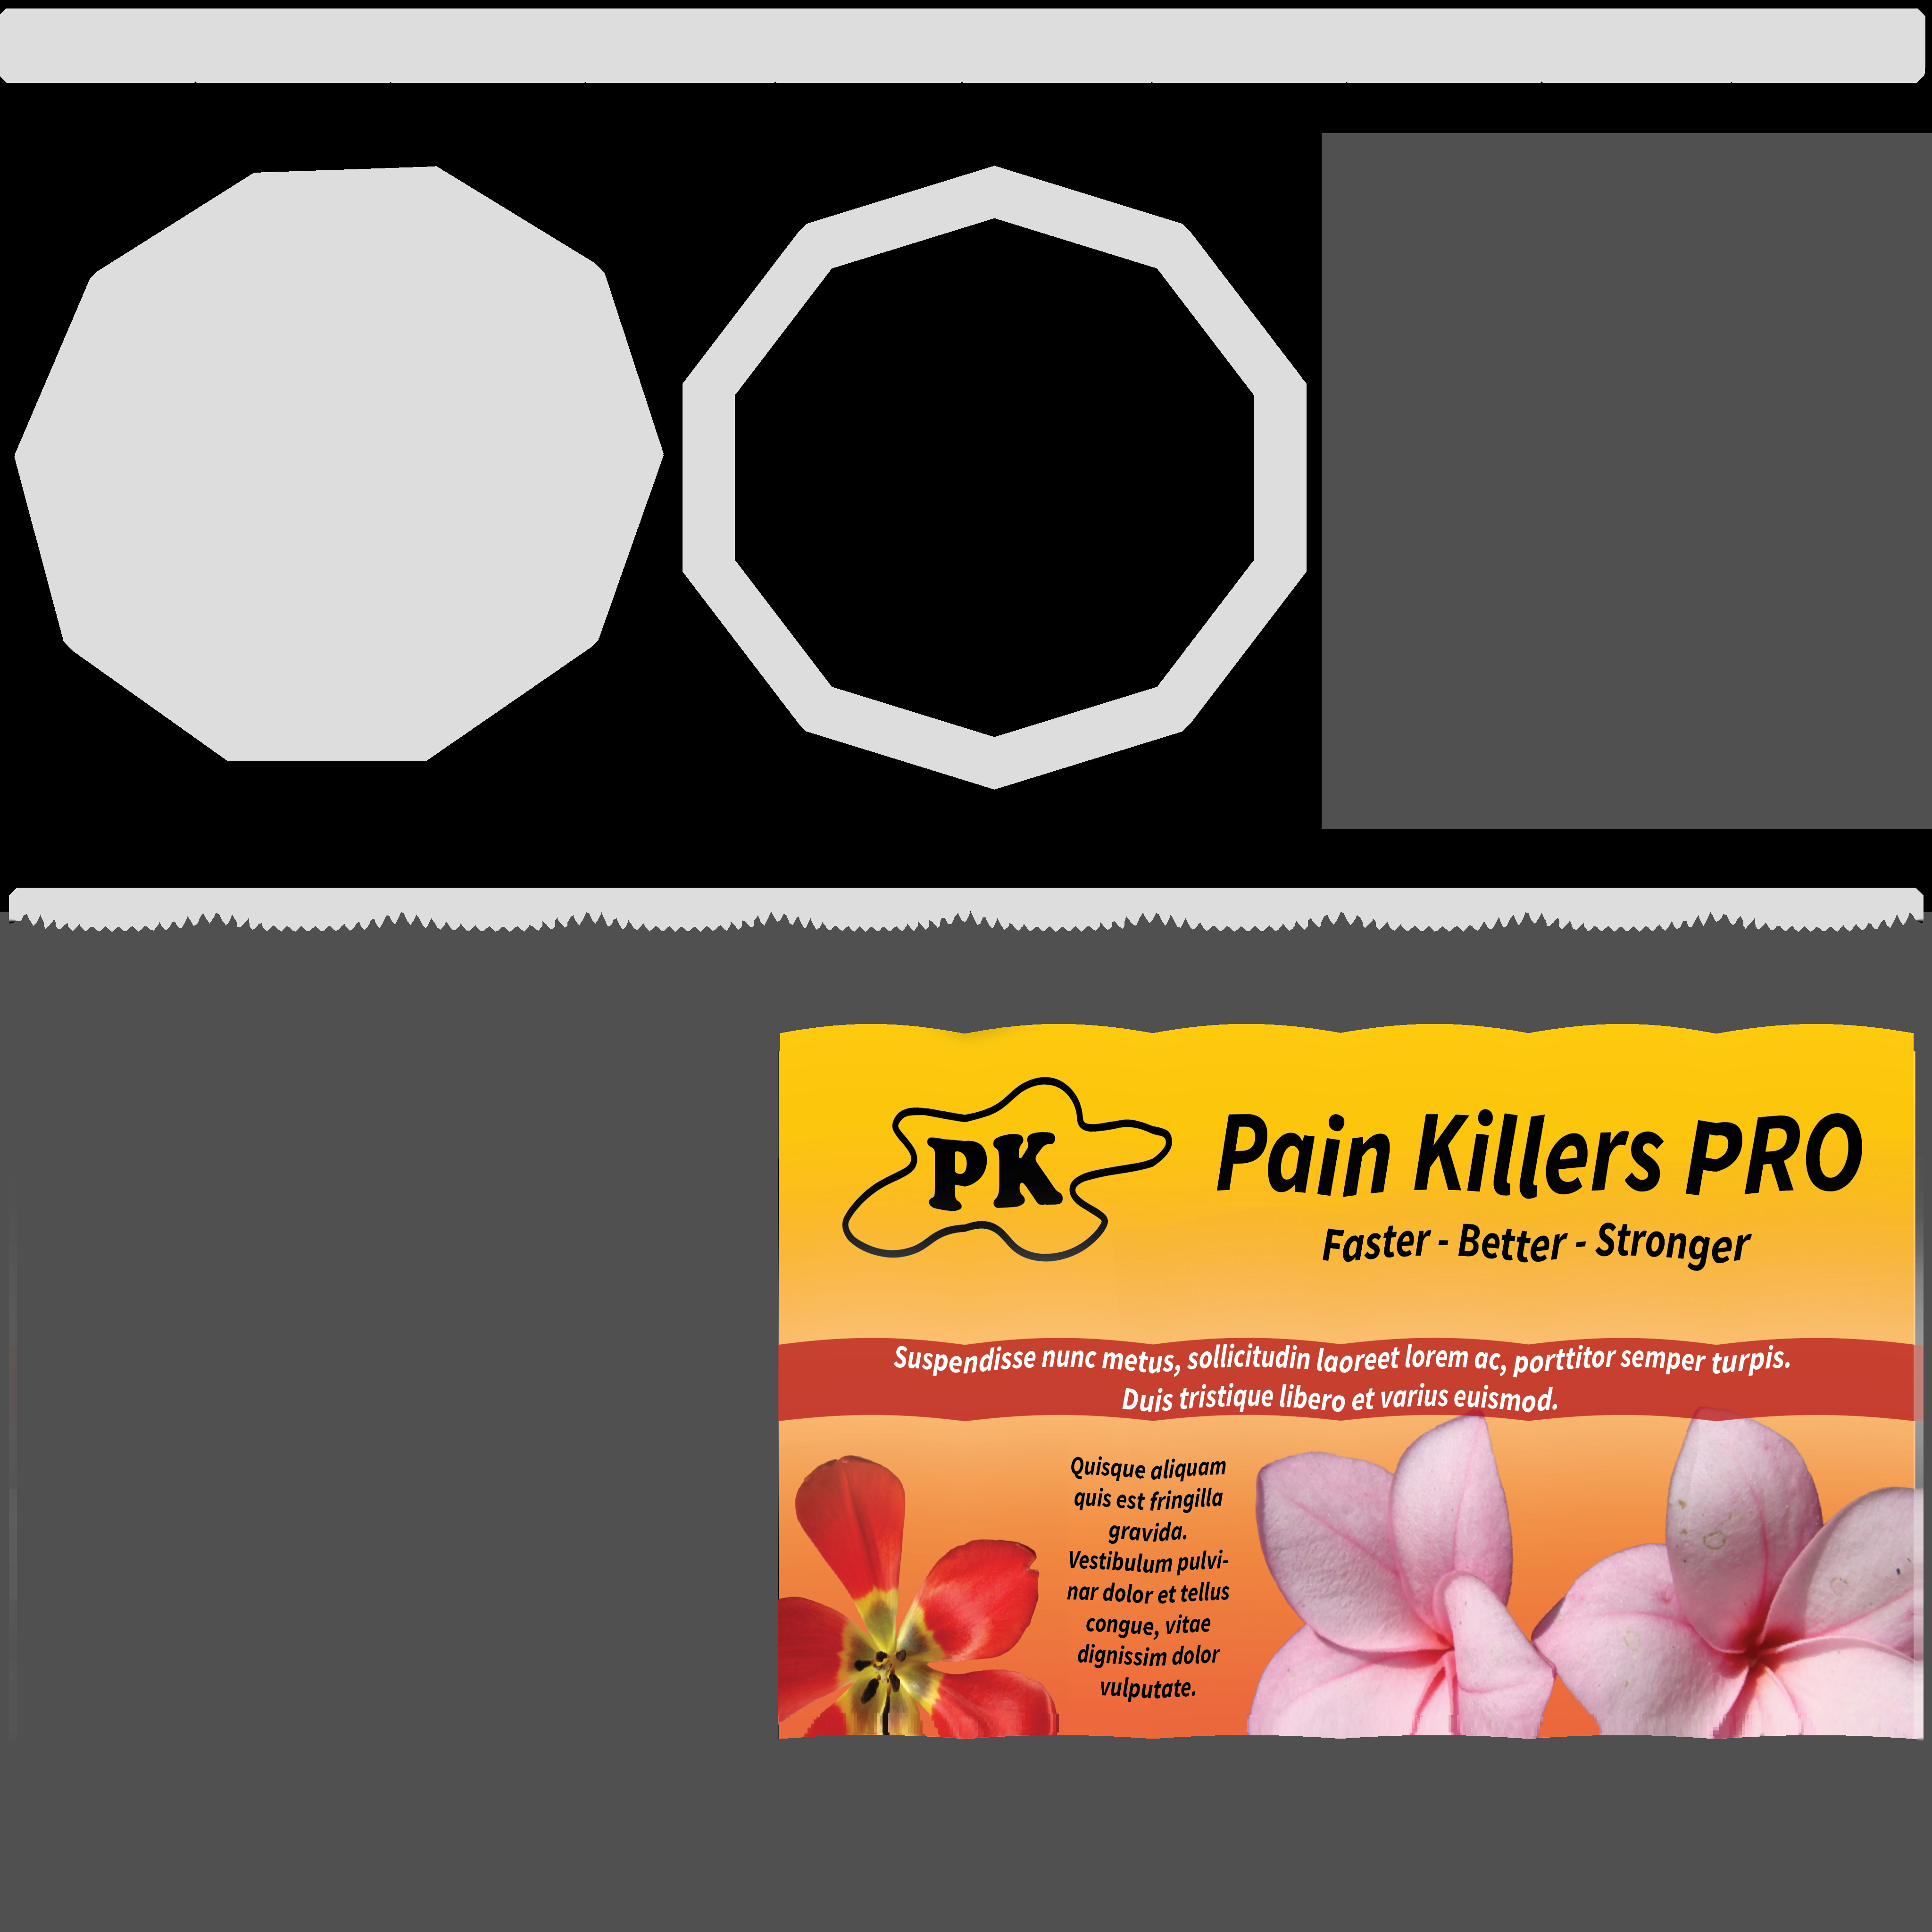 PK
Pain Killers PRO
Faster - Better - Stronger
Suspendisse nunc metus, sollicitudin laoreet lorem ac, porttitor semper turpis.
Duis tristique libero et varius euismod.
Quisque aliquam
quis est fringilla
gravida.
Vestibulum pulvi-
nar dolor et tellus
congue, vitae
dignissim dolor
vulputate.